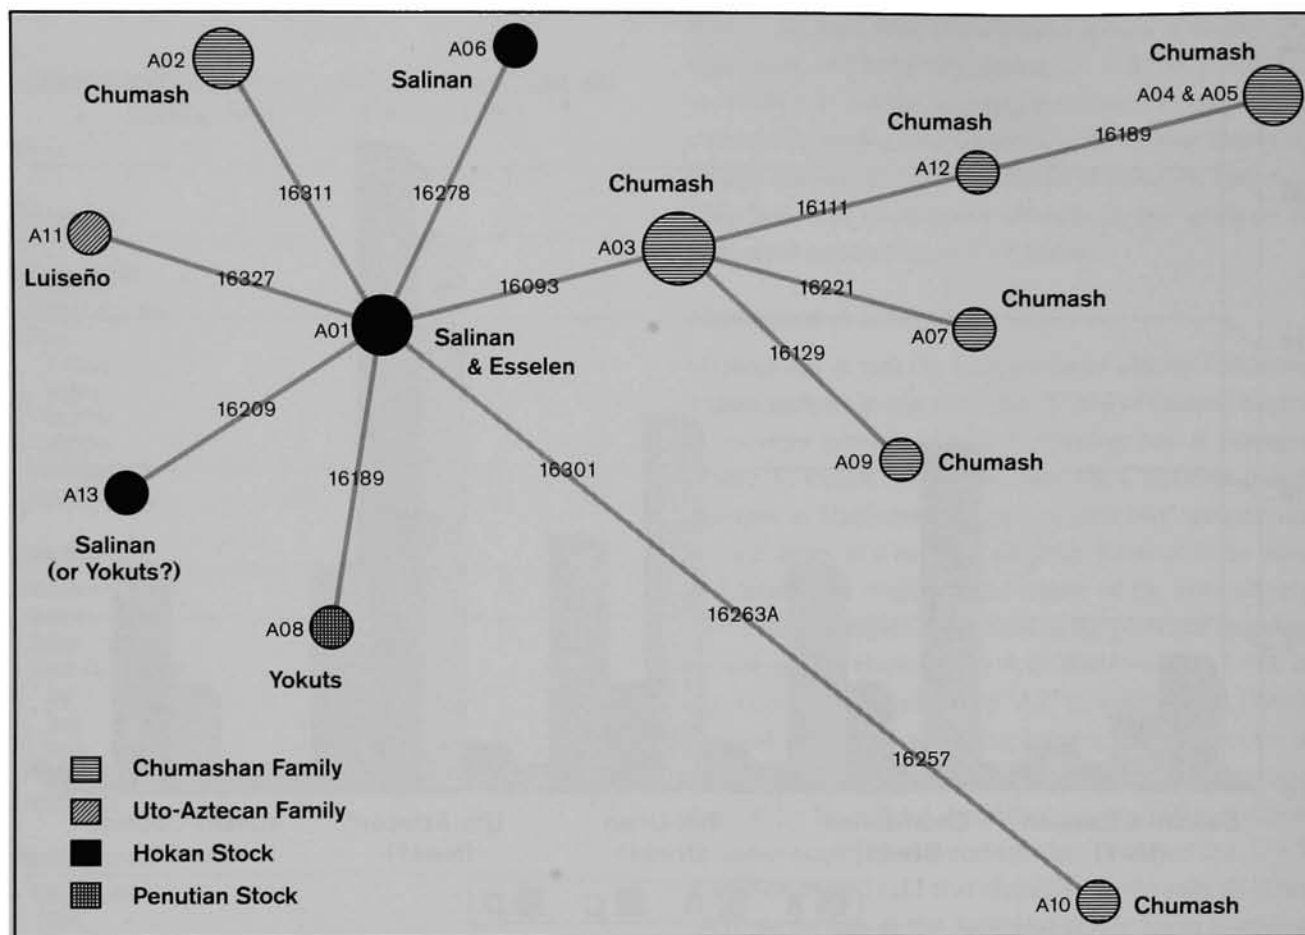 A02
Chumash
A06
Salinan
Chumash
A04 & A05
16189
Chumash
A12
16311
16278
Chumash
16111
A03
A11
Luiseño
16327
16093
16221
Chumash
A07
A01
Salinan
& Esselen
16129
16209
16189
16301
A09
Chumash
A13
Salinan
(or Yokuts?)
A08
Yokuts
16263A
16257
A10
Chumash
Chumashan Family
Uto-Aztecan Family
Hokan Stock
Penutian Stock